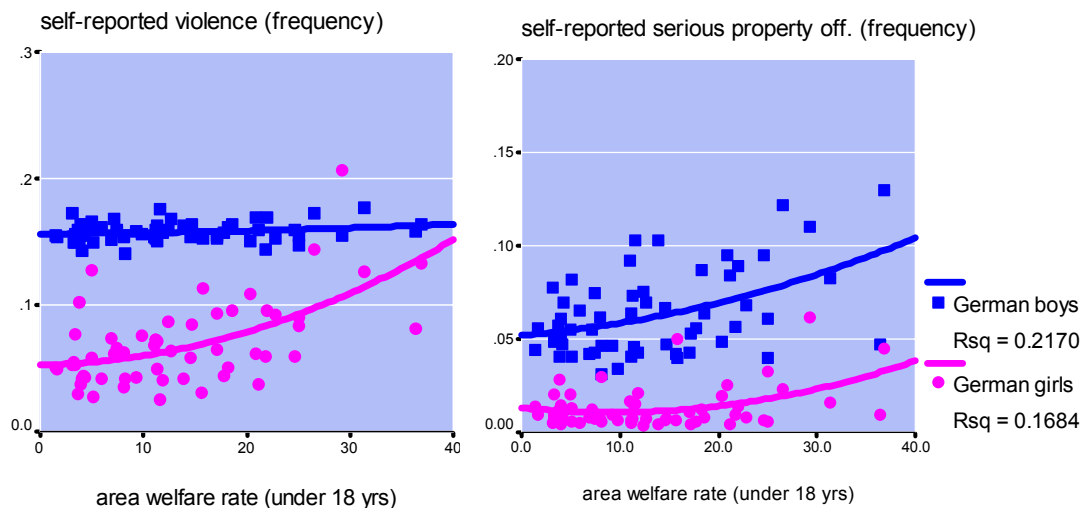 self-reported violence (frequency)
.3
.2
.1
0.0
0
10
20
30
40
area welfare rate (under 18 yrs)
self-reported serious property off. (frequency)
.20
.15
.10
.05
0.00
0.0
10.0
20.0
30.0
40.0
area welfare rate (under 18 yrs)
German boys
Rsq = 0.2170
German girls
Rsq = 0.1684